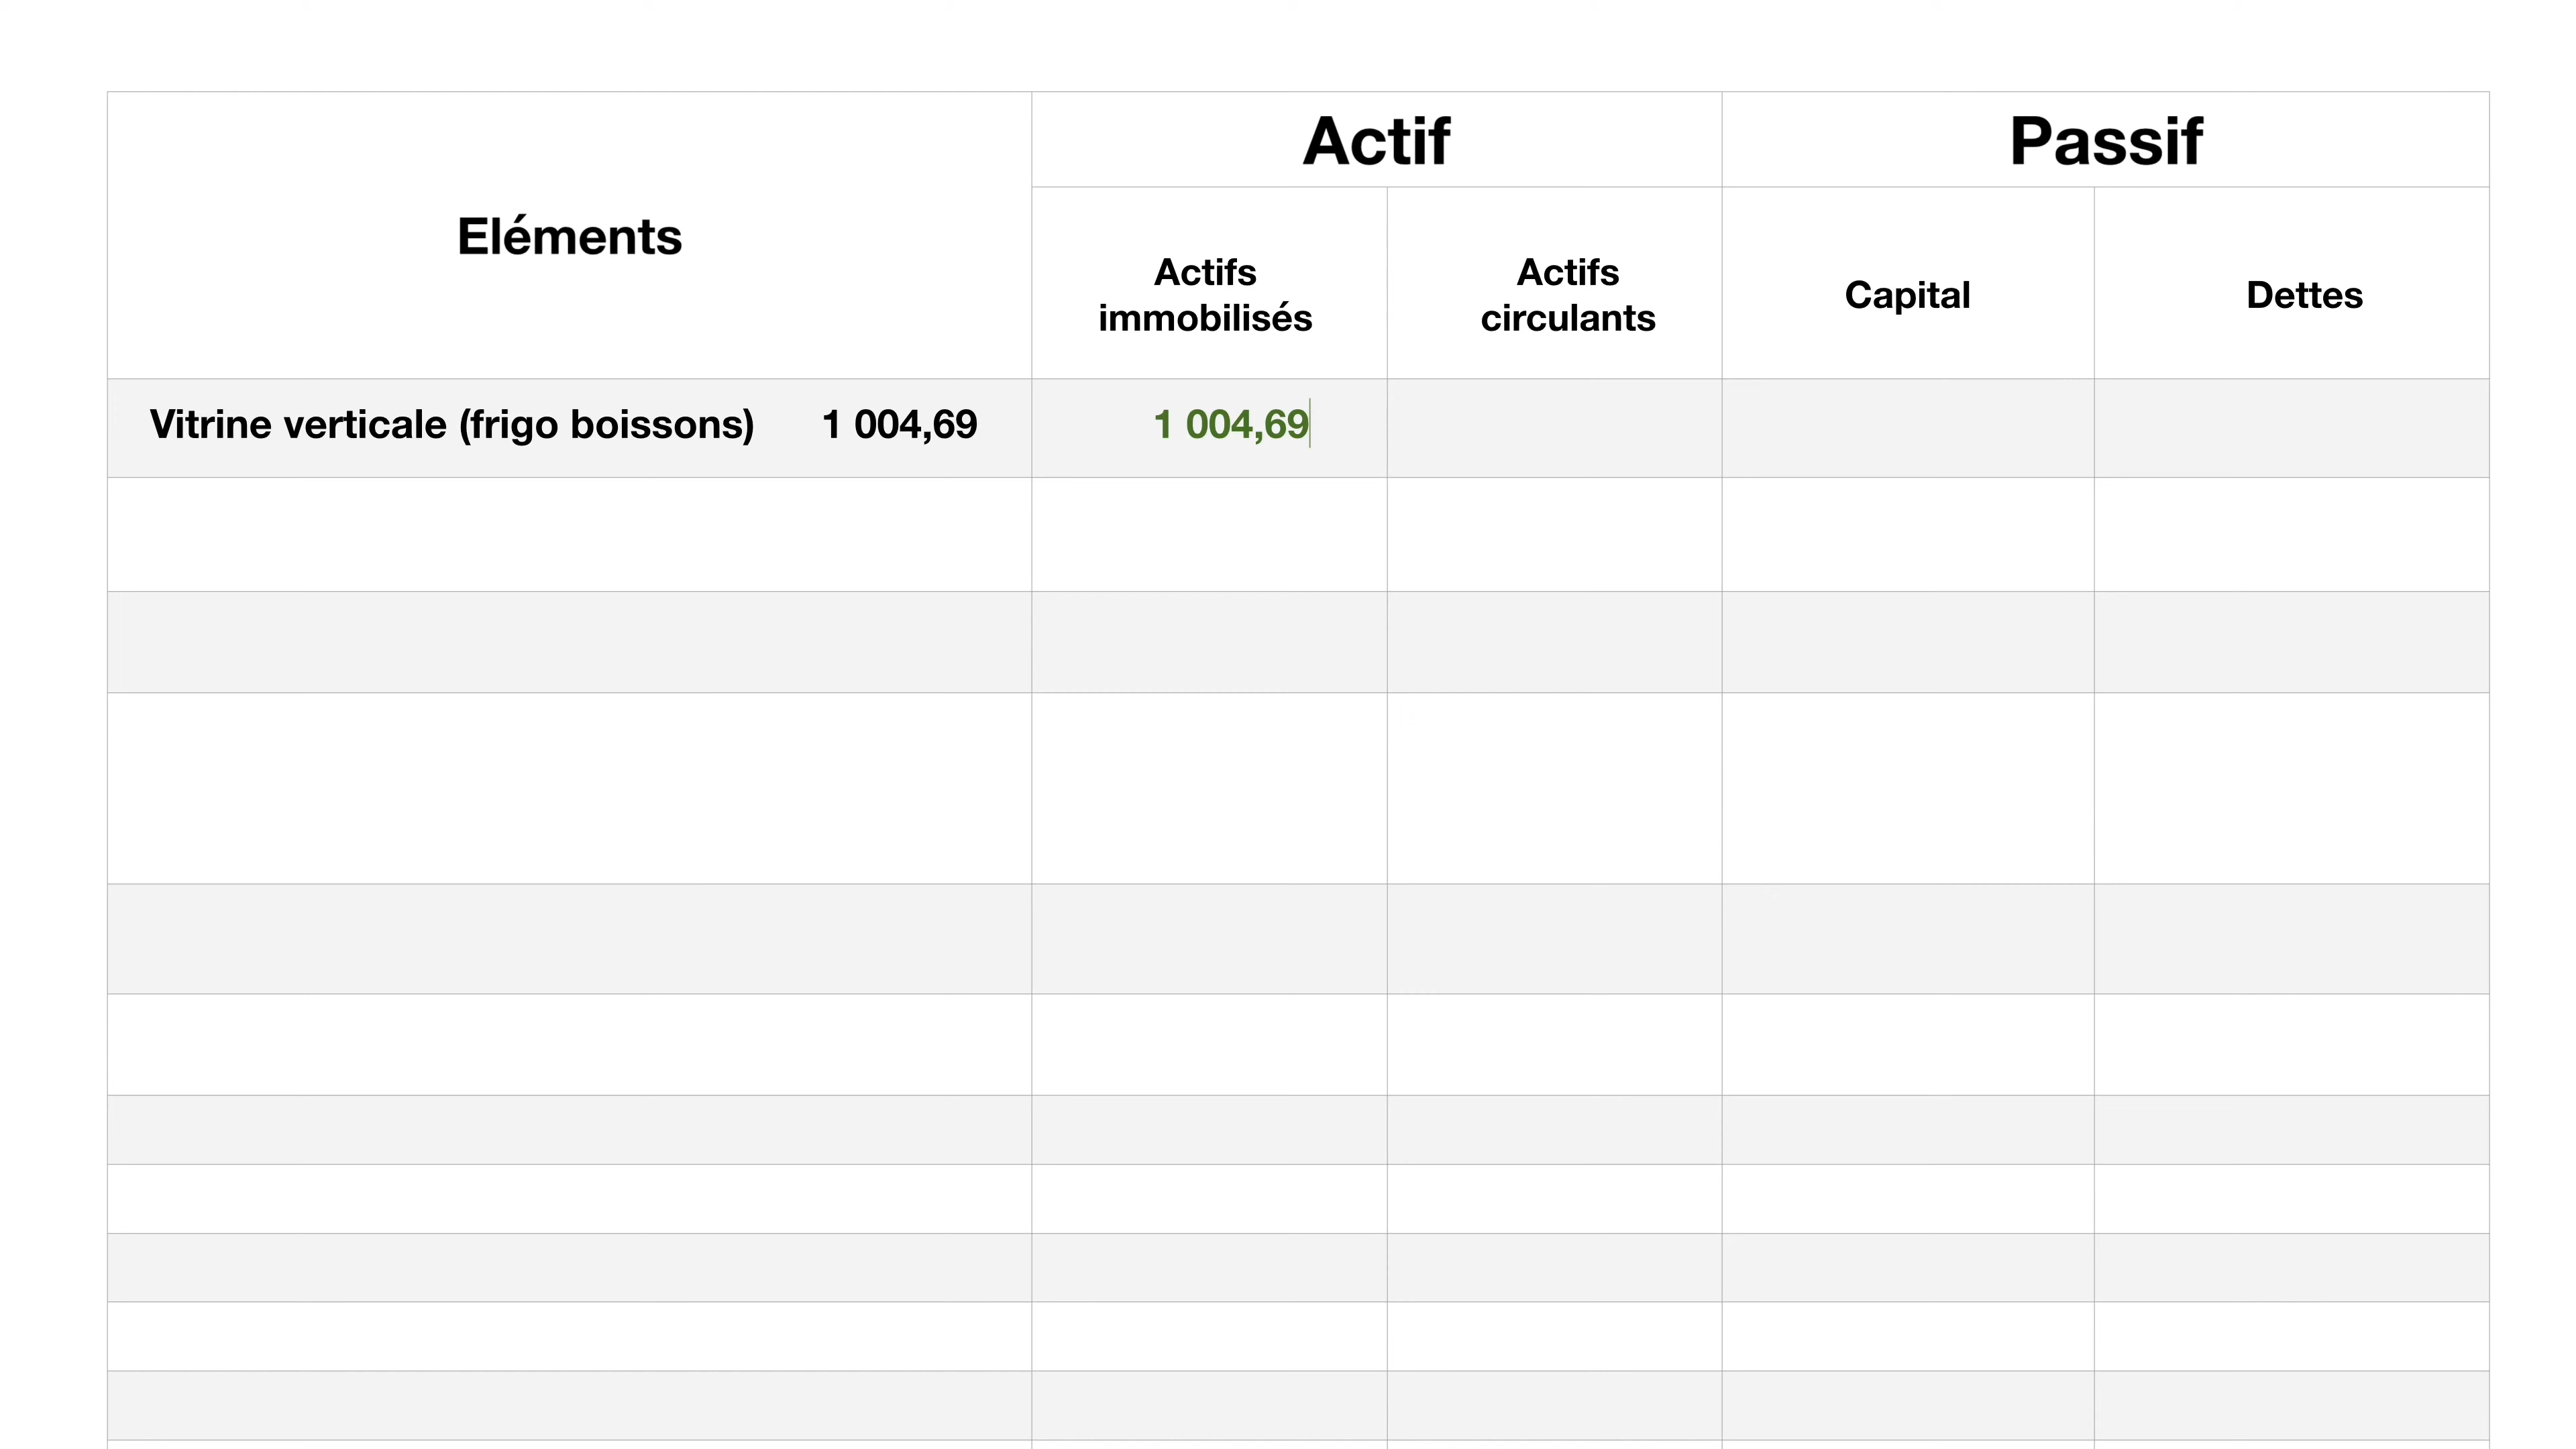 Eléments
Actif
Passif
Actifs
immobilisés
Actifs
circulants
Capital
Dettes
Vitrine verticale (frigo boissons) 1 004,69
1 004,69